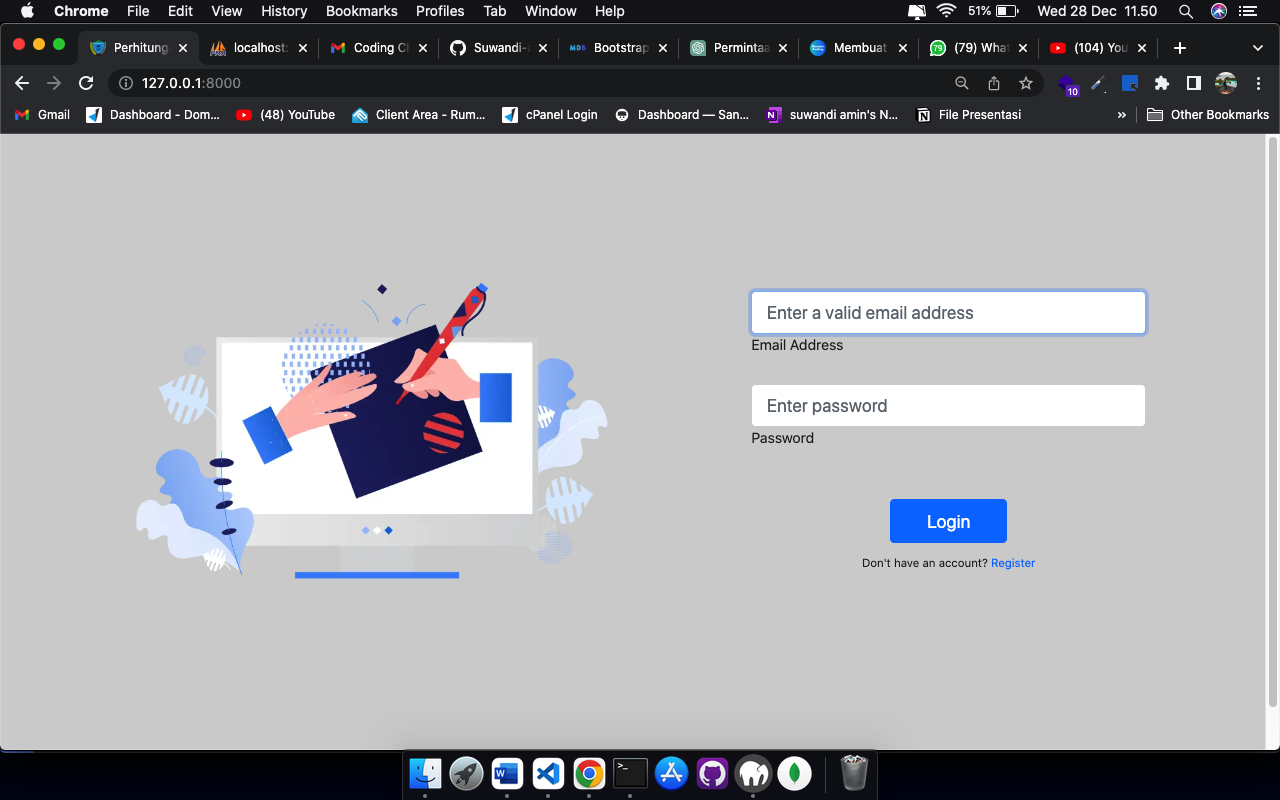 Chrome File Edit View History Bookmarks Profiles Tab Window Help 51% Wed 28 Dec 11.50
Perhitung localhost: Coding Ch Suwandi- Bootstrap Permintaa Membuat (79) What (104) You
127.0.0.1:8000 10
Gmail Dashboard - Dom... (48) YouTube Client Area - Rum... cPanel Login Dashboard — San... suwandi amin's N... File Presentasi » Other Bookmarks
Enter a valid email address
Email Address
Enter password
Password
Login
Don't have an account? Register